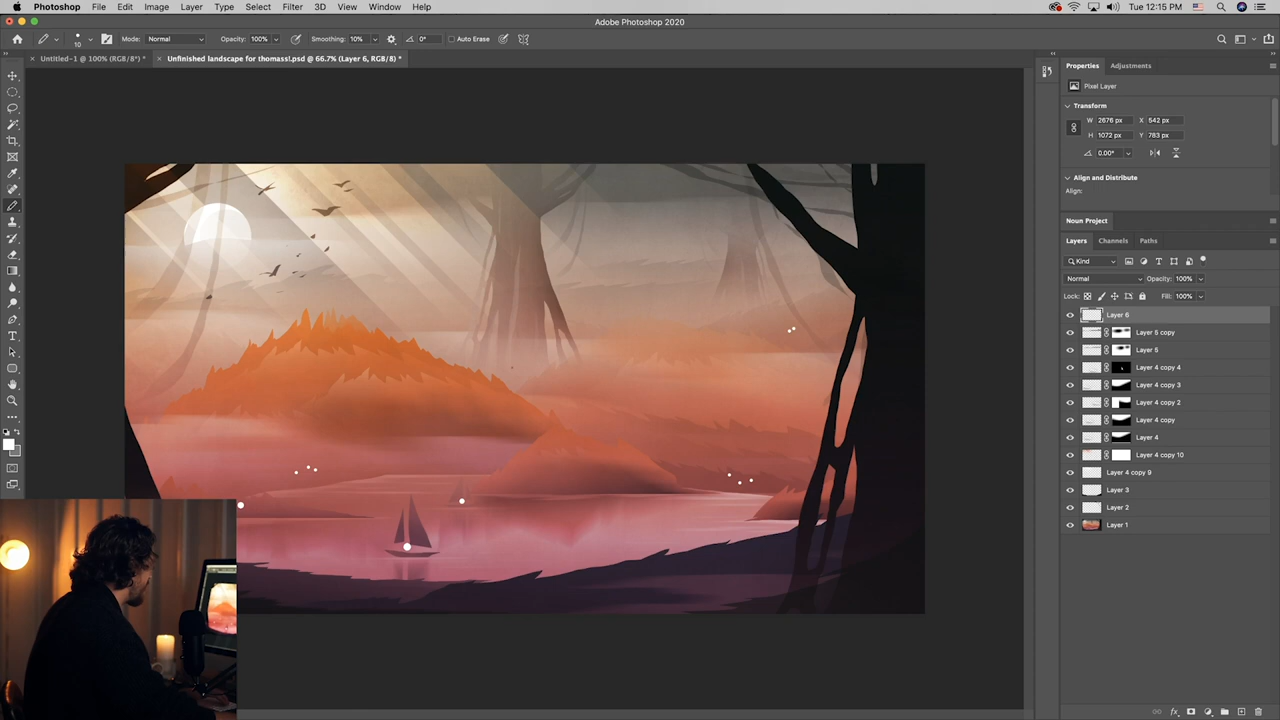 Photoshop File Edit Image Layer Type Select Filter 3D View Window Help Tue 12:15 PM
Adobe Photoshop 2020
10 Mode: Normal Opacity: 100% Smoothing: 10% 0° Auto Erase
Untitled-1 @ 100% (RGB/8*) * Unfinished landscape for thomass!.psd @ 66.7% (Layer 6, RGB/8) *
Properties Adjustments
Pixel Layer
Transform
W 2676 px X 542 px
H 1072 px Y 783 px
0.00°
Align and Distribute
Align:
Noun Project
Layers Channels Paths
Kind
Normal Opacity: 100%
Lock: Fill: 100%
Layer 6
Layer 5 copy
Layer 5
Layer 4 copy 4
Layer 4 copy 3
Layer 4 copy 2
Layer 4 copy
Layer 4
Layer 4 copy 10
Layer 4 copy 9
Layer 3
Layer 2
Layer 1
fx